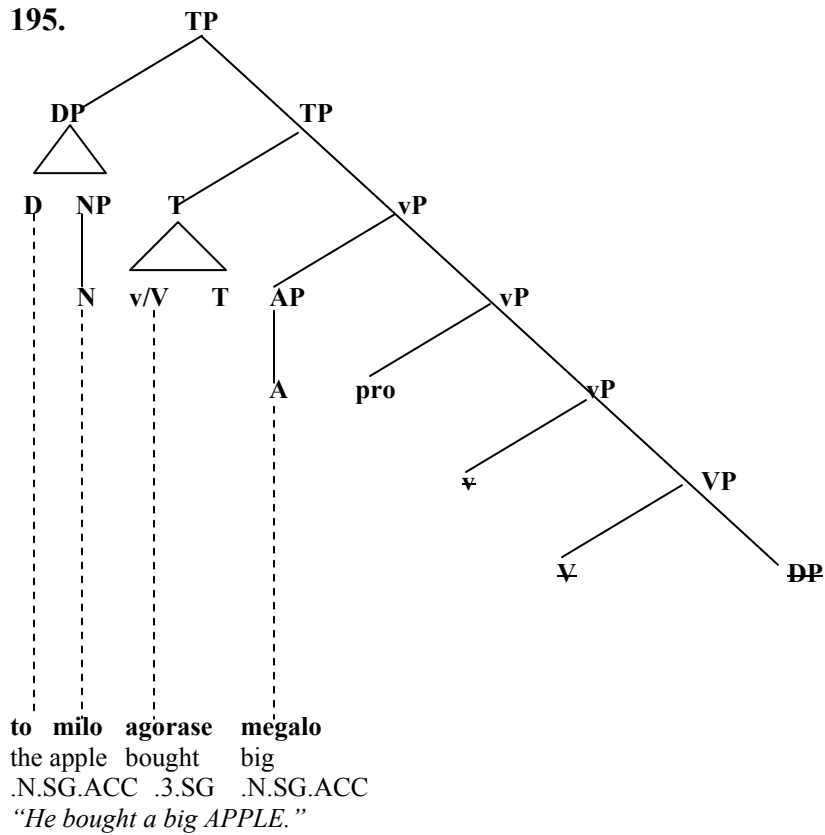 195.
TP
DP TP
D NP T vP
N v/V T AP vP
A pro vP
v VP
V DP
to milo agorase megalo
the apple bought big
.N.SG.ACC .3.SG .N.SG.ACC
“He bought a big APPLE.”